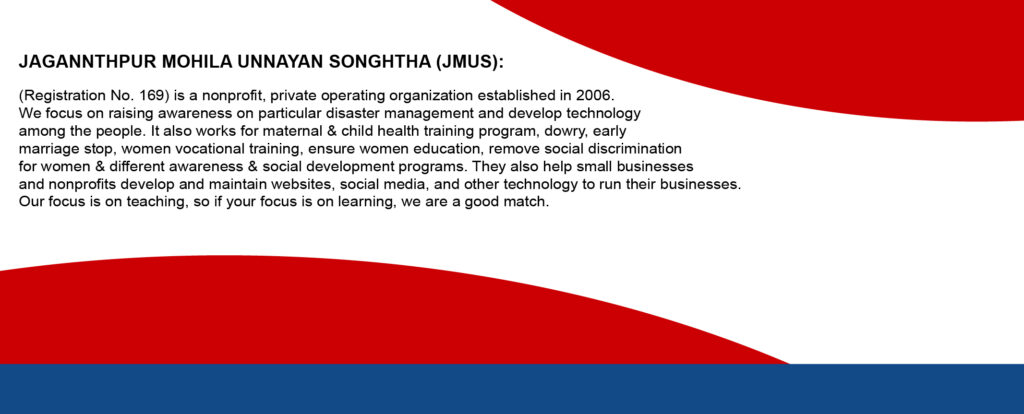 JAGANNTHPUR MOHILA UNNAYAN SONGHTHA (JMUS):
(Registration No. 169) is a nonprofit, private operating organization established in 2006.
We focus on raising awareness on particular disaster management and develop technology
among the people. It also works for maternal & child health training program, dowry, early
marriage stop, women vocational training, ensure women education, remove social discrimination
for women & different awareness & social development programs. They also help small businesses
and nonprofits develop and maintain websites, social media, and other technology to run their businesses.
Our focus is on teaching, so if your focus is on learning, we are a good match.